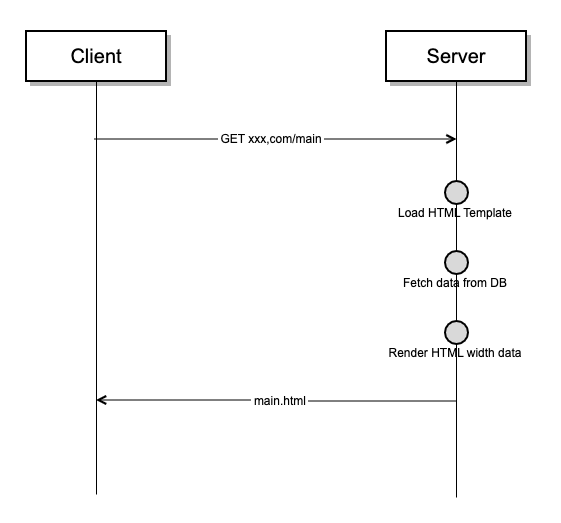 Client
Server
GET xxx,com/main
Load HTML Template
Fetch data from DB
Render HTML width data
main.html